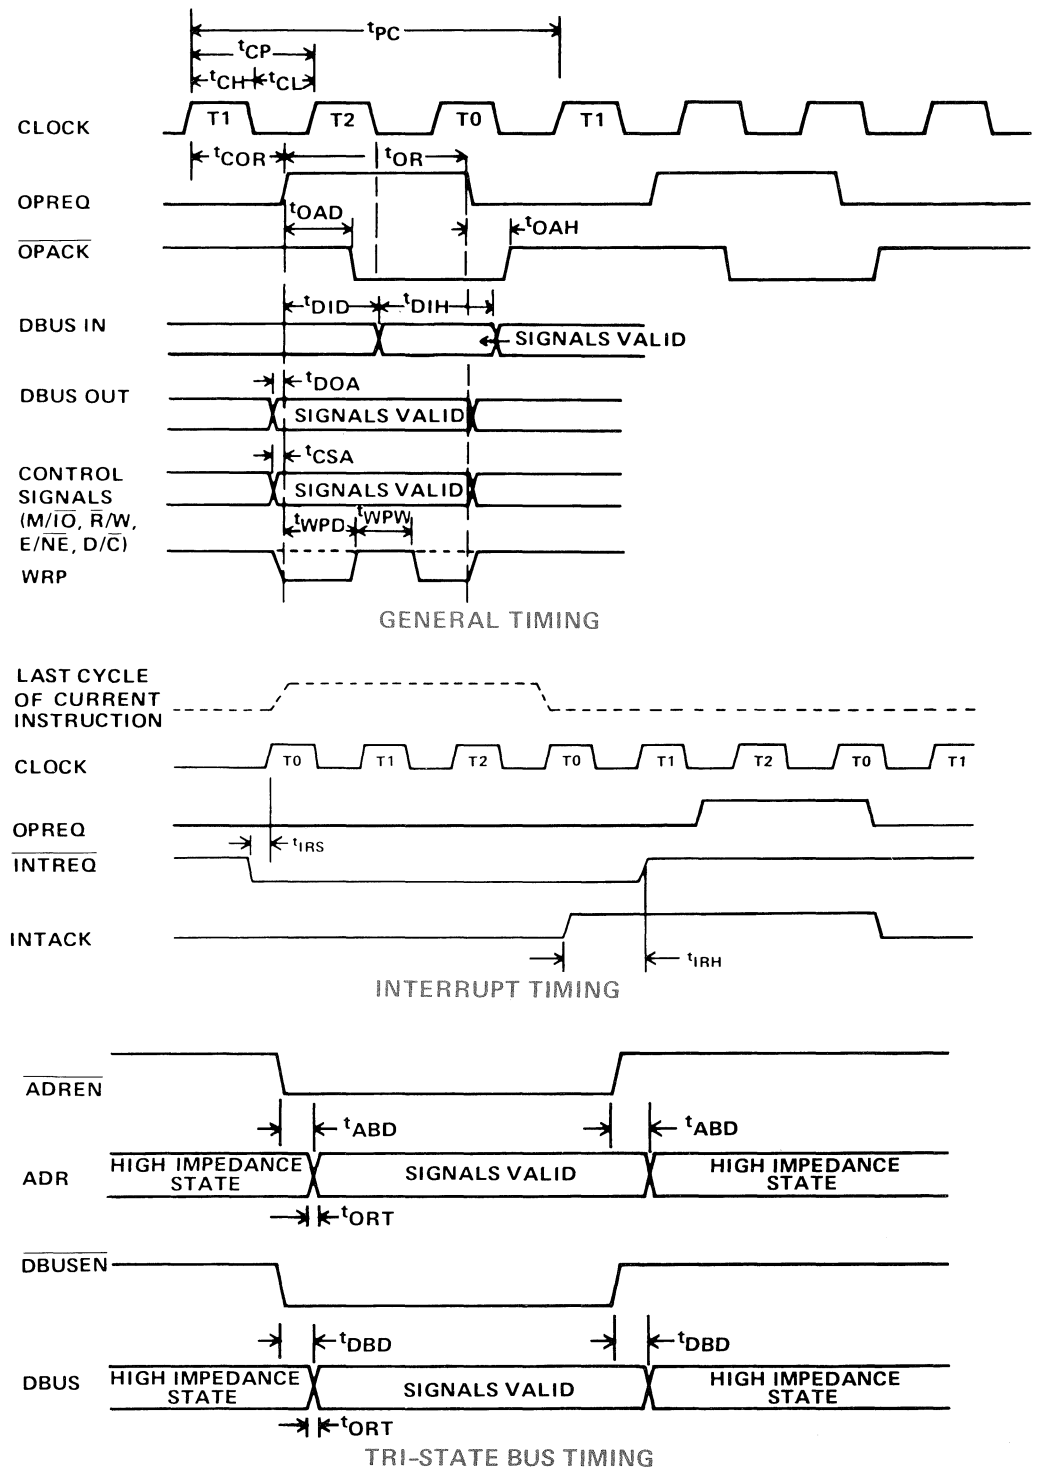 tPC
tCP
tCH tCL
CLOCK T1 T2 T0 T1
tCOR tOR
OPREQ
tOAD tOAH
OPACK
tDID tDIH
DBUS IN SIGNALS VALID
tDOA
DBUS OUT SIGNALS VALID
tCSA
CONTROL
SIGNALS SIGNALS VALID
(M/IO, R/W, tWPD tWPW
E/NE, D/C)
WRP
GENERAL TIMING
LAST CYCLE
OF CURRENT
INSTRUCTION
CLOCK T0 T1 T2 T0 T1 T2 T0 T1
OPREQ
tIRS
INTREQ
INTACK
tIRH
INTERRUPT TIMING
ADREN
tABD tABD
HIGH IMPEDANCE STATE SIGNALS VALID HIGH IMPEDANCE STATE
ADR
tORT
DBUSEN
tDBD tDBD
HIGH IMPEDANCE STATE SIGNALS VALID HIGH IMPEDANCE STATE
DBUS
tORT
TRI-STATE BUS TIMING